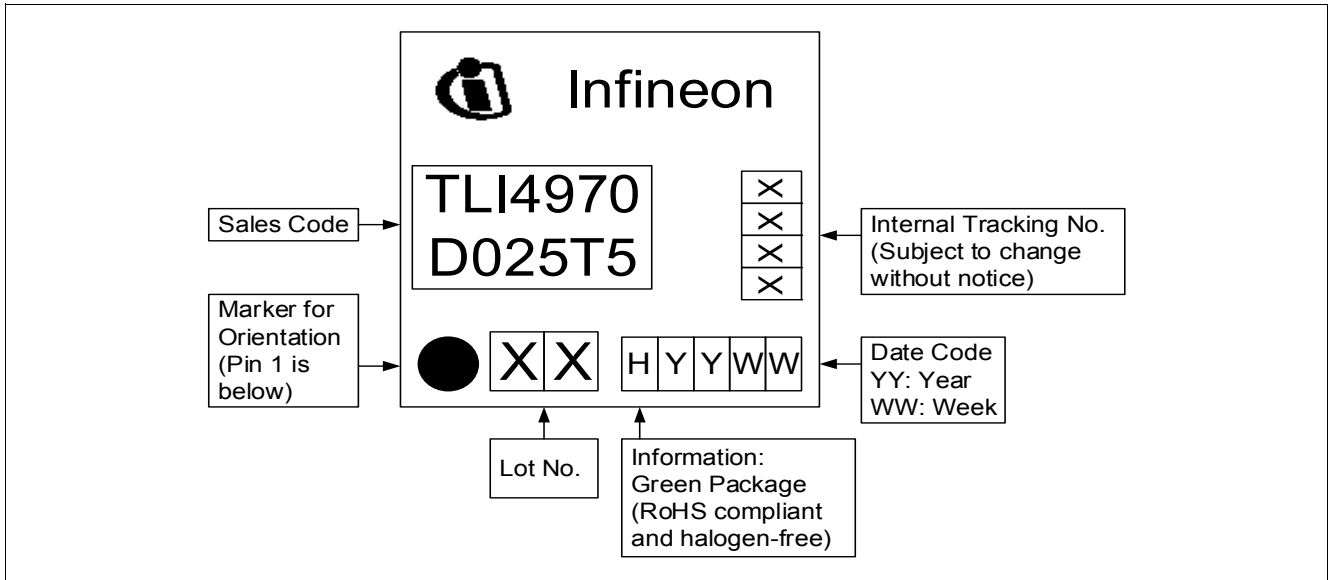 Infineon
TLI4970
D025T5
X
X
X
X
X X
H Y Y W W
Sales Code
Marker for
Orientation
(Pin 1 is
below)
Internal Tracking No.
(Subject to change
without notice)
Date Code
YY: Year
WW: Week
Lot No.
Information:
Green Package
(RoHS compliant
and halogen-free)